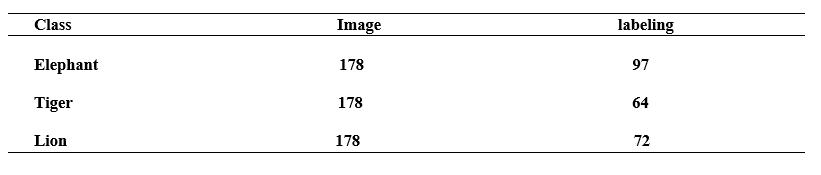 Class Image labeling
Elephant 178 97
Tiger 178 64
Lion 178 72